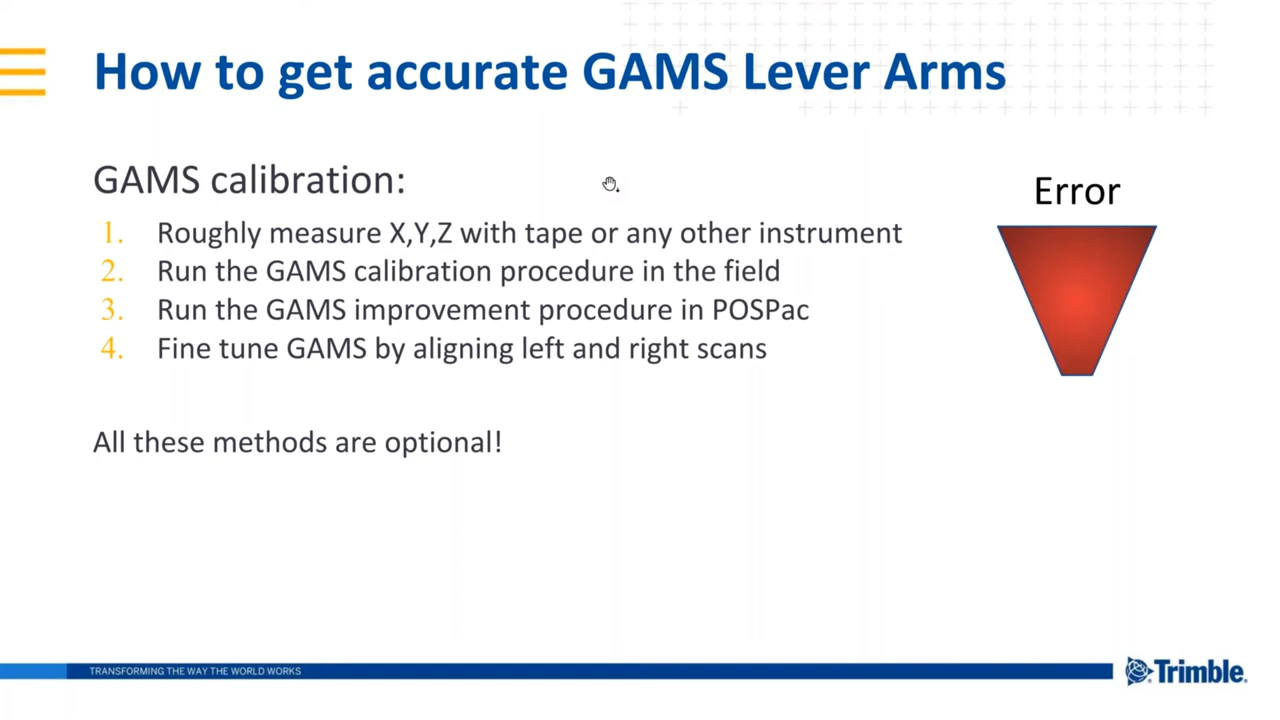 How to get accurate GAMS Lever Arms
GAMS calibration:
Error
1. Roughly measure X,Y,Z with tape or any other instrument
2. Run the GAMS calibration procedure in the field
3. Run the GAMS improvement procedure in POSPac
4. Fine tune GAMS by aligning left and right scans
All these methods are optional!
TRANSFORMING THE WAY THE WORLD WORKS
Trimble.